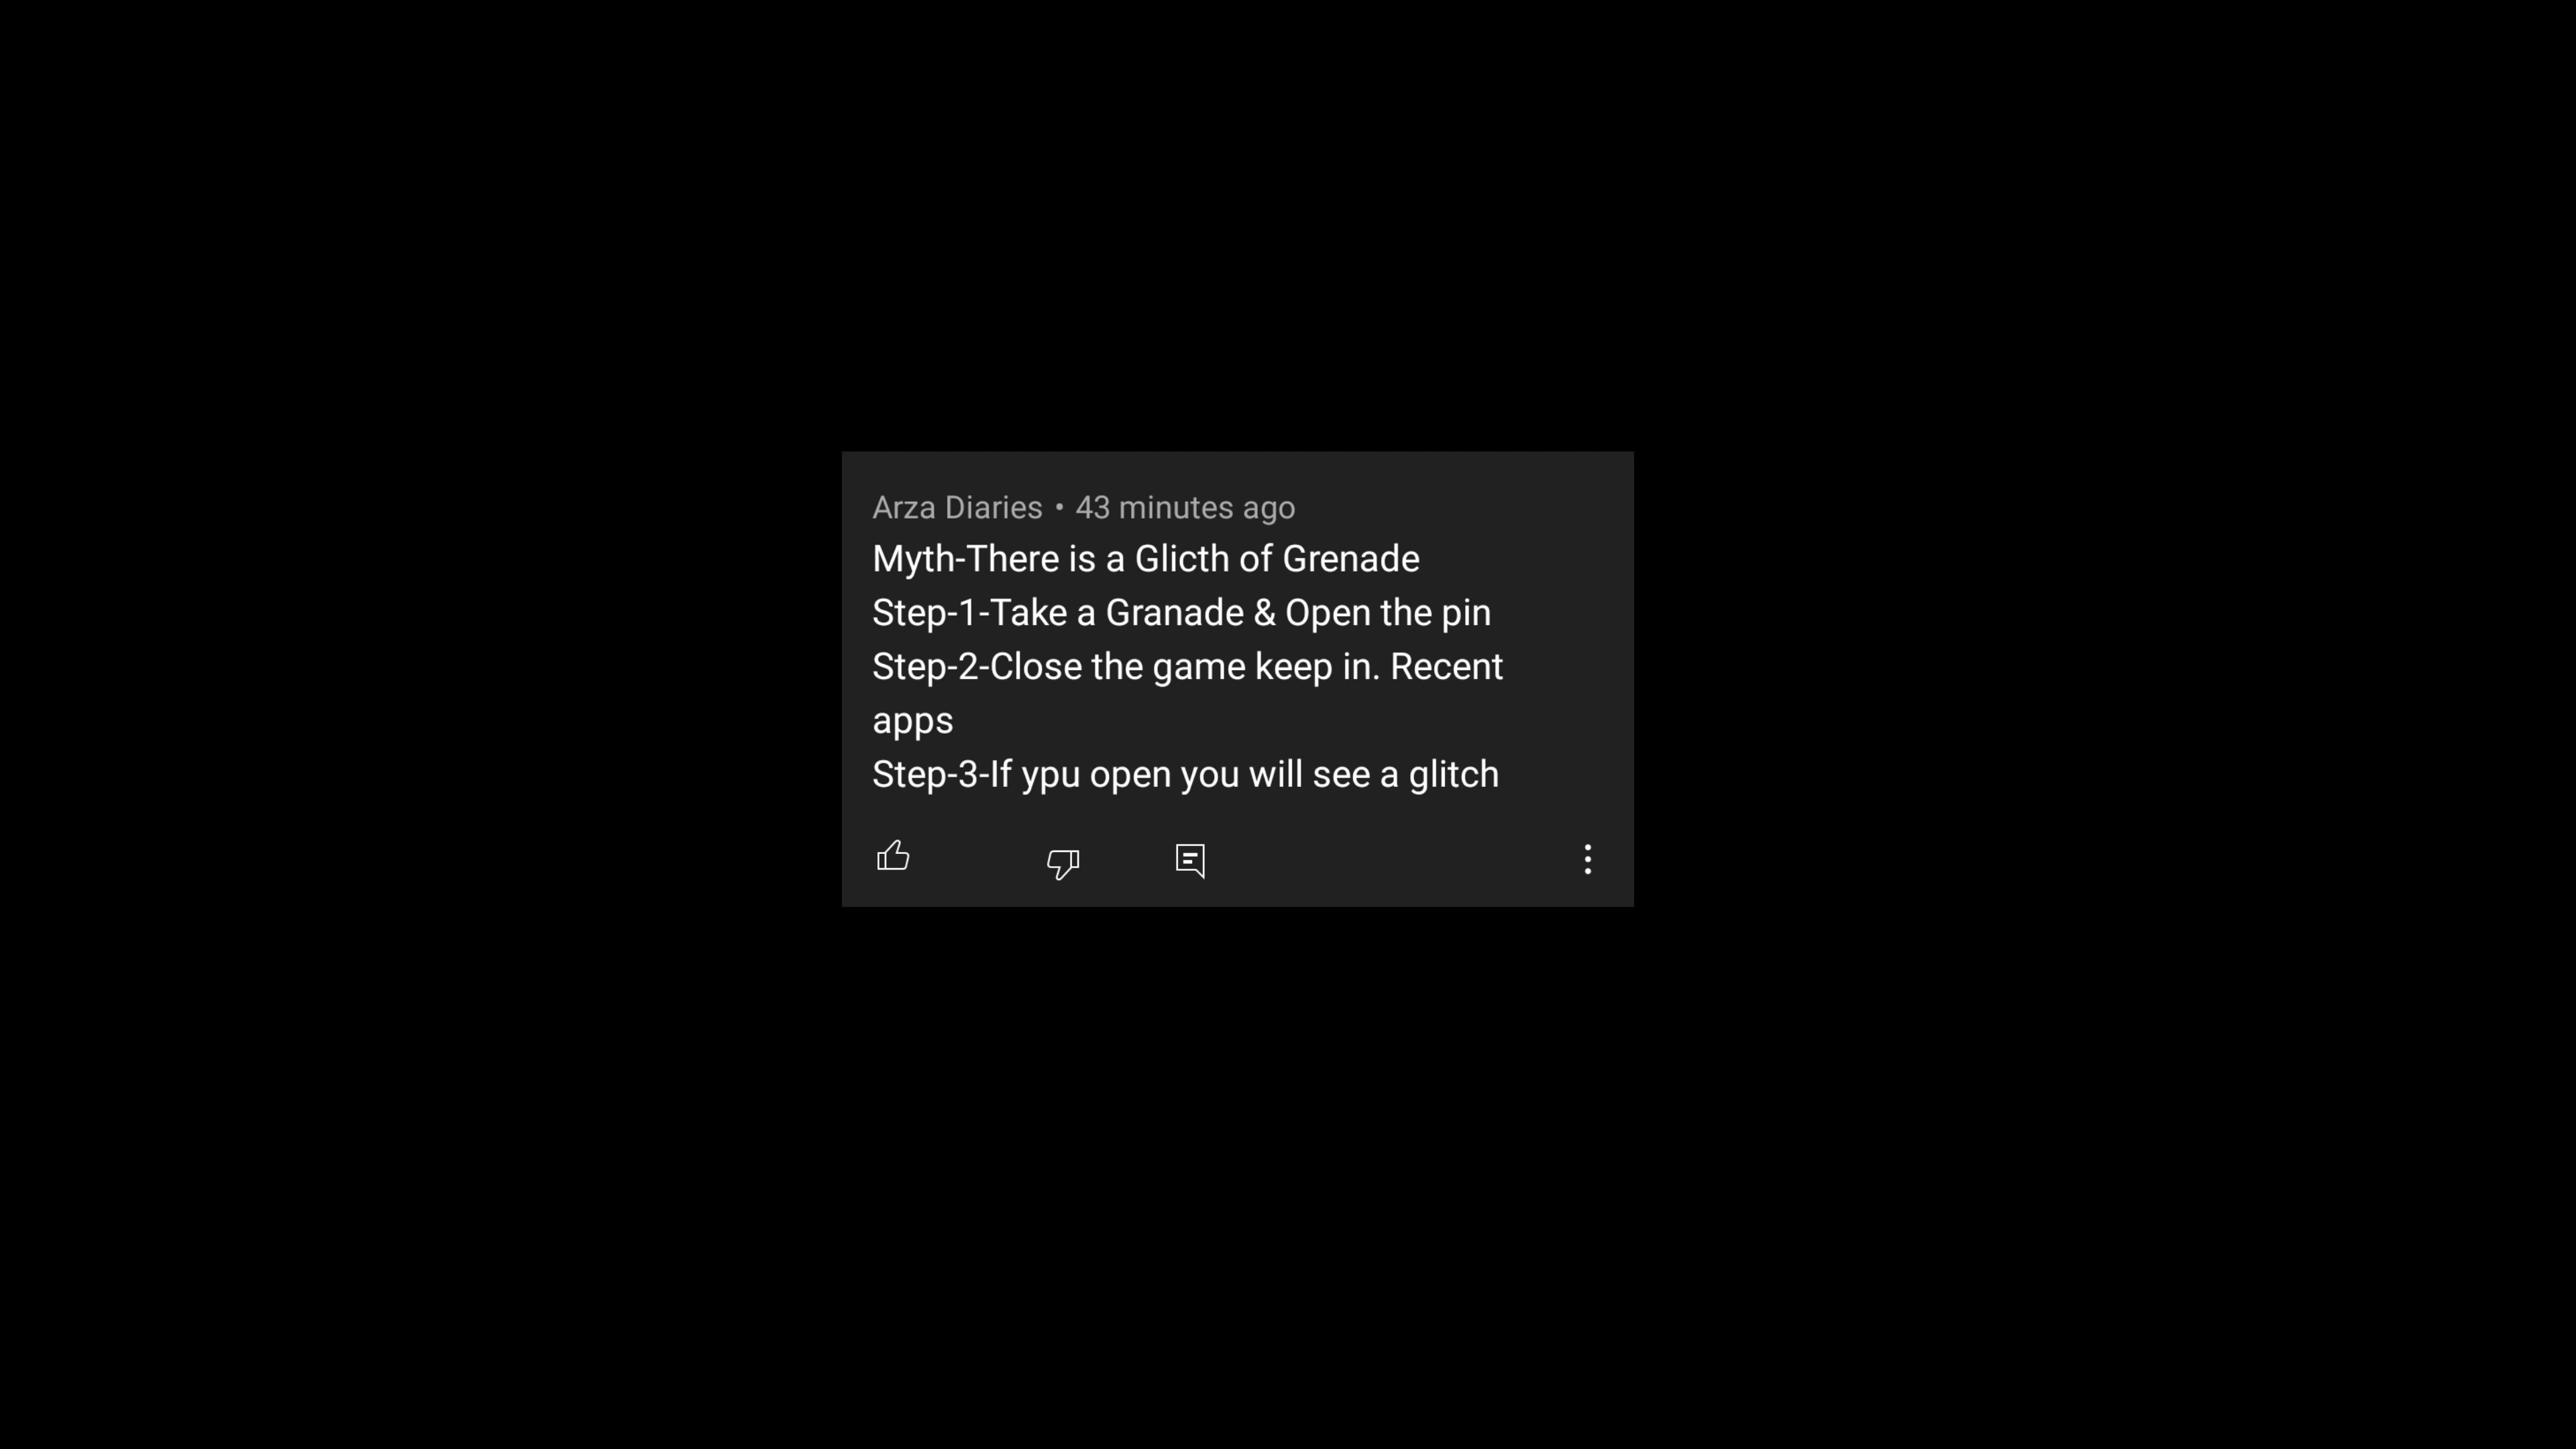 Arza Diaries • 43 minutes ago
Myth-There is a Glicth of Grenade
Step-1-Take a Granade & Open the pin
Step-2-Close the game keep in. Recent
apps
Step-3-If ypu open you will see a glitch